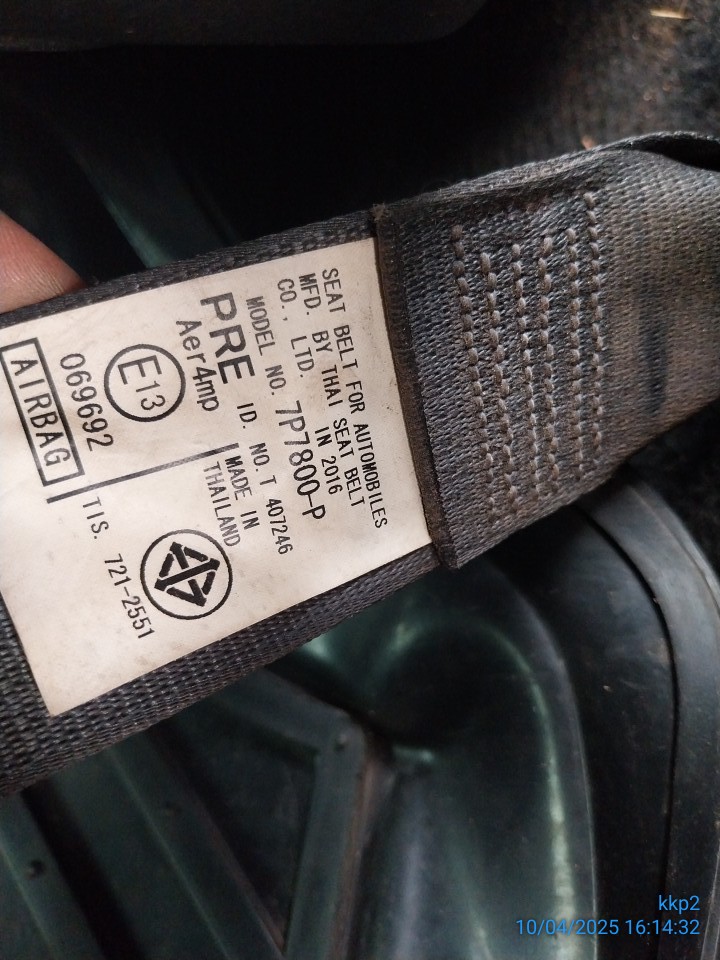 SEAT BELT FOR AUTOMOBILES
MFD. BY THAI SEAT BELT
CO., LTD. IN 2016
MODEL NO. 7P7800-P
PRE ID. NO. T 407246
Aer4mp
MADE IN
THAILAND
E13
069692
AIRBAG
TIS. 721-2551
kkp2
10/04/2025 16:14:32